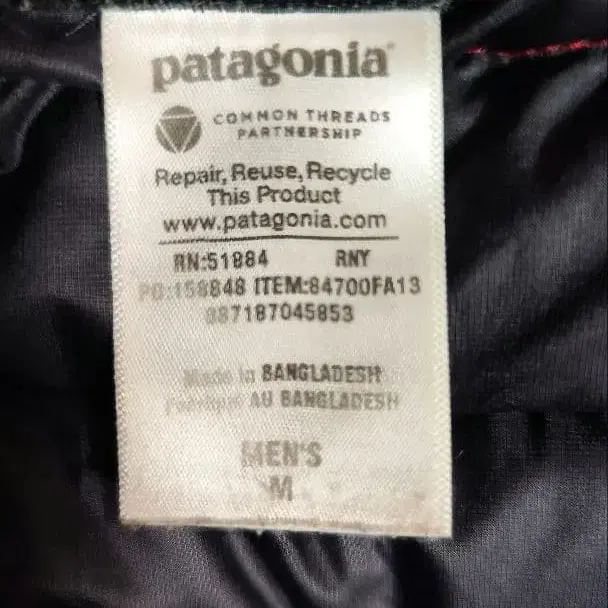 patagonia®
COMMON THREADS
PARTNERSHIP
Repair, Reuse, Recycle
This Product
www.patagonia.com
RN:51884 RNY
PO:158848 ITEM:84700FA13
887187045853
Made in BANGLADESH
AU BANGLADESH
MEN'S
M